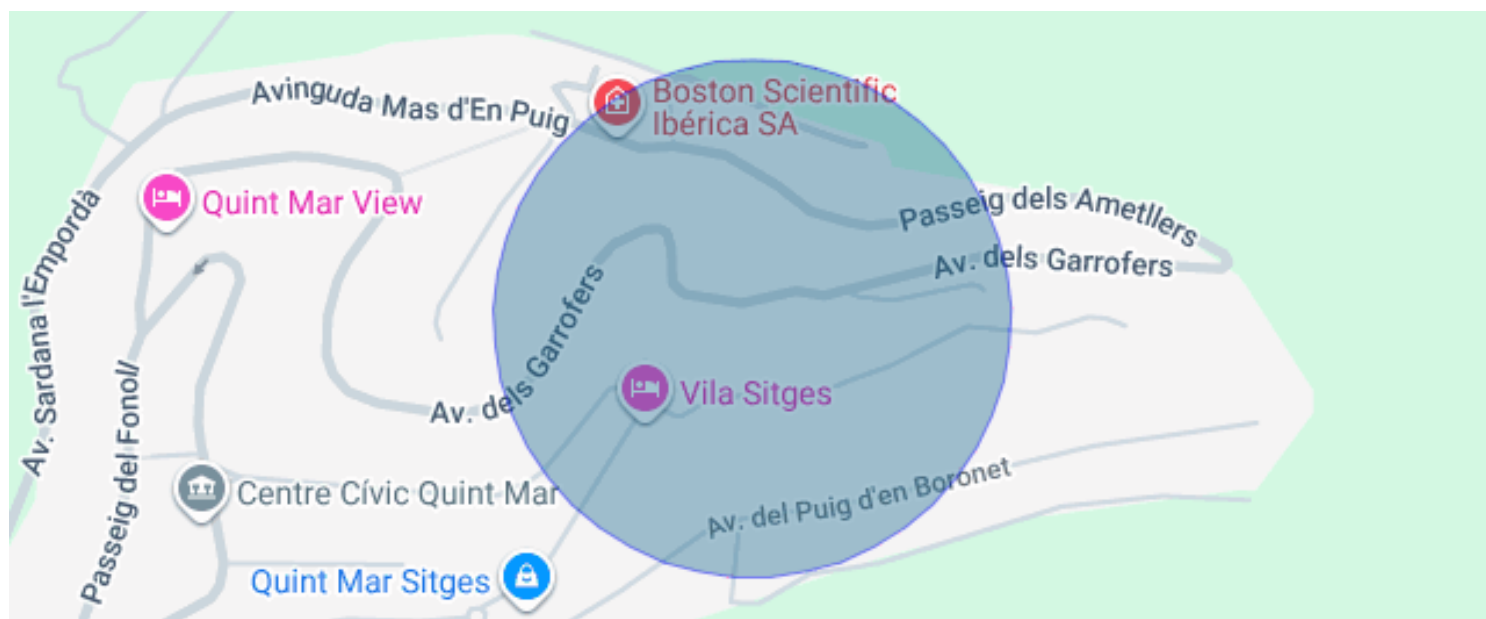 Avinguda Mas d'En Puig
Boston Scientific
Ibérica SA
Quint Mar View
Passeig dels Ametllers
Av. dels Garrofers
Av. Sardana l'Empordà
Av. dels Garrofers
Vila Sitges
Passeig del Fonoll
Centre Cívic Quint Mar
Av. del Puig d'en Boronet
Quint Mar Sitges